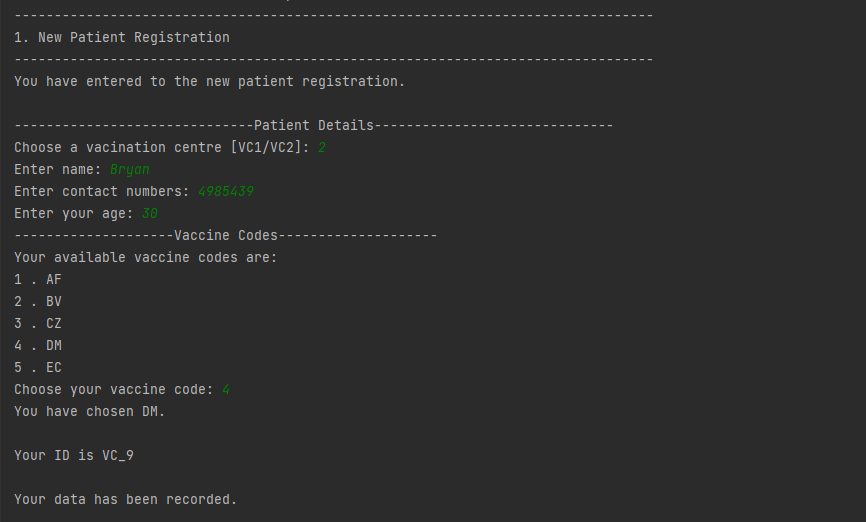 --------------------------------------------------------------------------------
1. New Patient Registration
--------------------------------------------------------------------------------
You have entered to the new patient registration.
------------------------------Patient Details------------------------------
Choose a vacination centre [VC1/VC2]: 2
Enter name: Bryan
Enter contact numbers: 4985439
Enter your age: 30
--------------------Vaccine Codes--------------------
Your available vaccine codes are:
1 . AF
2 . BV
3 . CZ
4 . DM
5 . EC
Choose your vaccine code: 4
You have chosen DM.
Your ID is VC_9
Your data has been recorded.